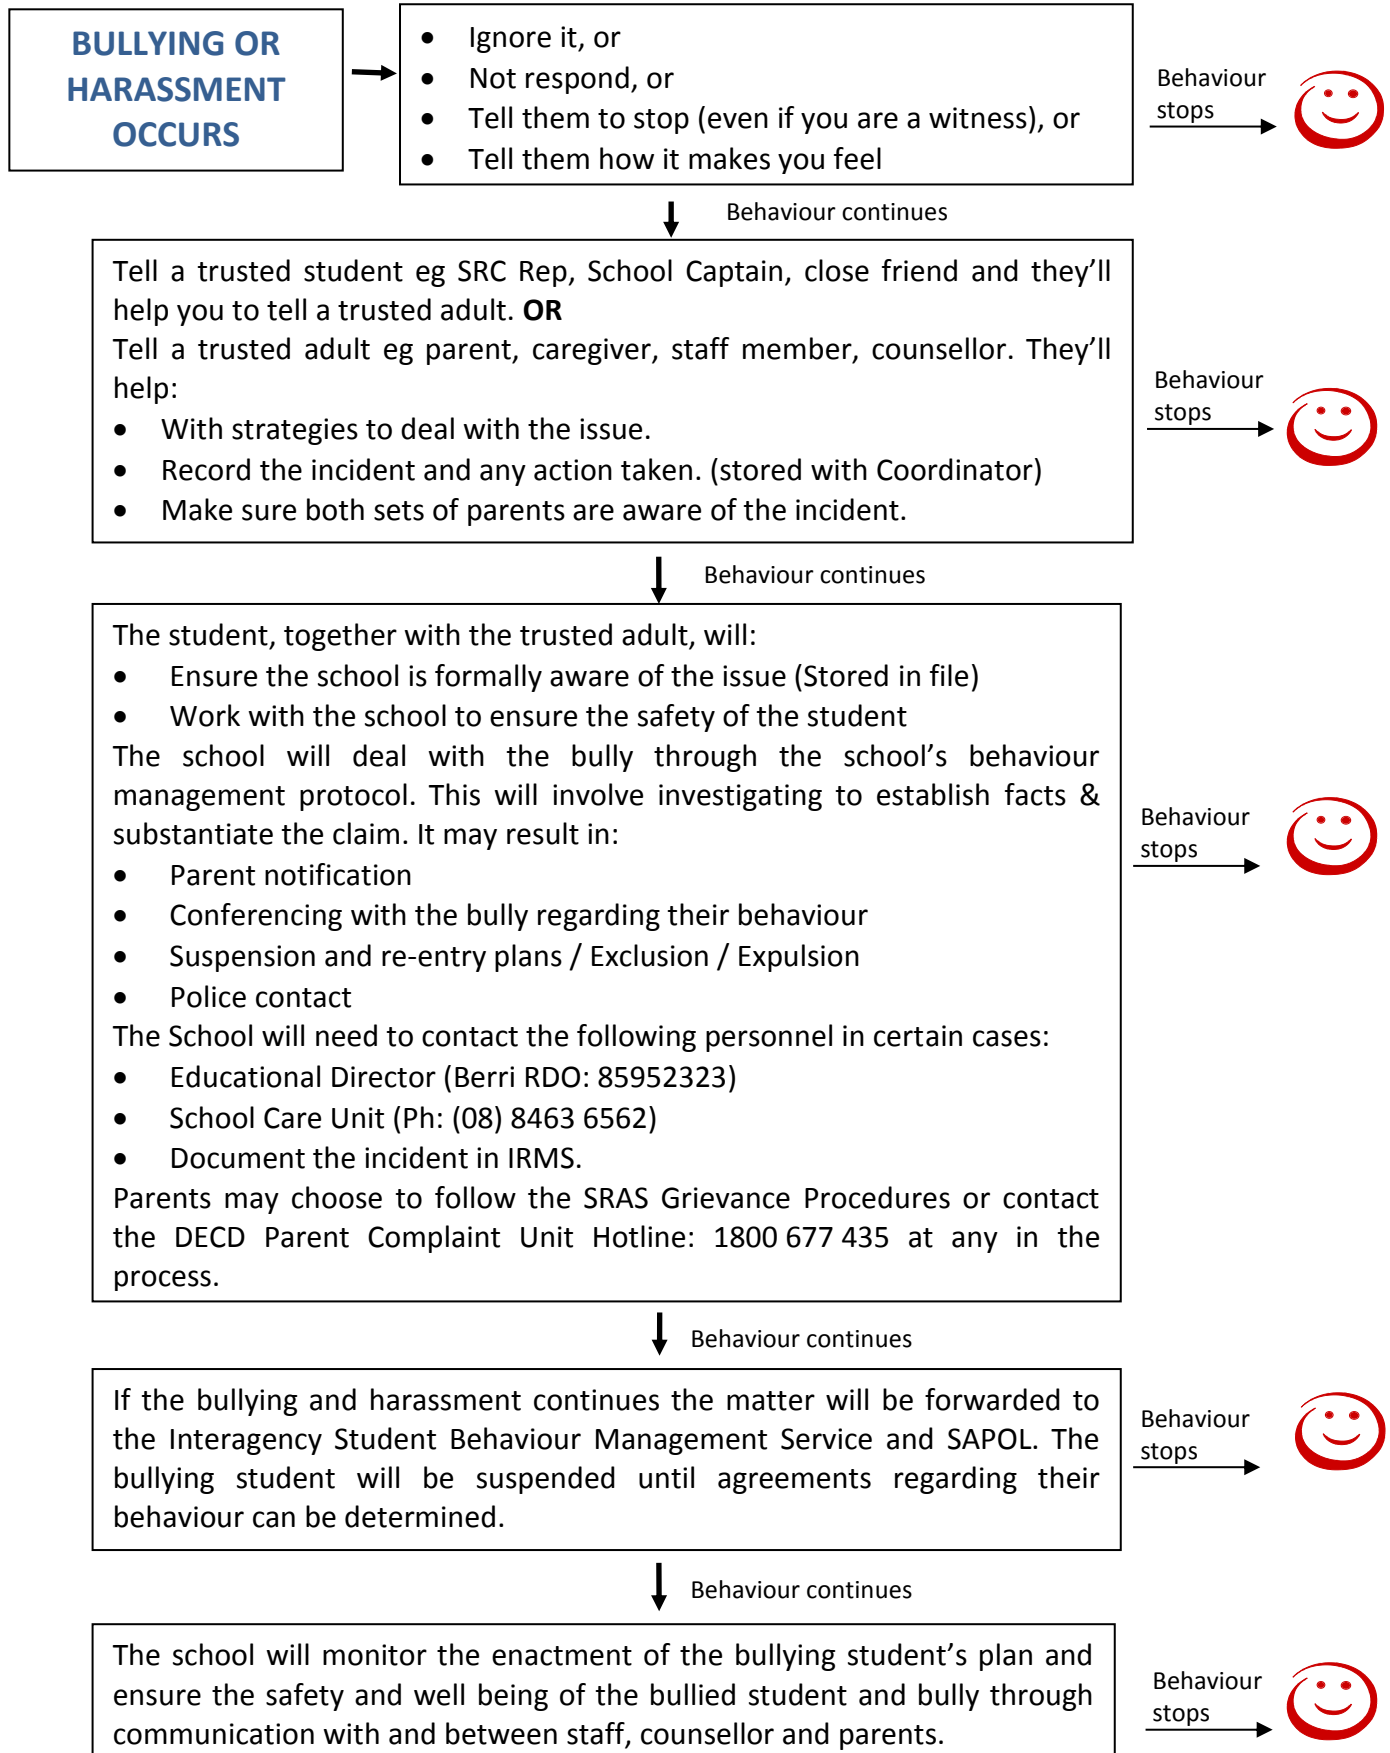 BULLYING OR
HARASSMENT
OCCURS
• Ignore it, or
• Not respond, or
• Tell them to stop (even if you are a witness), or
• Tell them how it makes you feel
Behaviour
stops
Behaviour continues
Tell a trusted student eg SRC Rep, School Captain, close friend and they’ll
help you to tell a trusted adult. OR
Tell a trusted adult eg parent, caregiver, staff member, counsellor. They’ll
help:
• With strategies to deal with the issue.
• Record the incident and any action taken. (stored with Coordinator)
• Make sure both sets of parents are aware of the incident.
Behaviour
stops
Behaviour continues
The student, together with the trusted adult, will:
• Ensure the school is formally aware of the issue (Stored in file)
• Work with the school to ensure the safety of the student
The school will deal with the bully through the school’s behaviour
management protocol. This will involve investigating to establish facts &
substantiate the claim. It may result in:
• Parent notification
• Conferencing with the bully regarding their behaviour
• Suspension and re-entry plans / Exclusion / Expulsion
• Police contact
The School will need to contact the following personnel in certain cases:
• Educational Director (Berri RDO: 85952323)
• School Care Unit (Ph: (08) 8463 6562)
• Document the incident in IRMS.
Parents may choose to follow the SRAS Grievance Procedures or contact
the DECD Parent Complaint Unit Hotline: 1800 677 435 at any in the
process.
Behaviour
stops
Behaviour continues
If the bullying and harassment continues the matter will be forwarded to
the Interagency Student Behaviour Management Service and SAPOL. The
bullying student will be suspended until agreements regarding their
behaviour can be determined.
Behaviour
stops
Behaviour continues
The school will monitor the enactment of the bullying student’s plan and
ensure the safety and well being of the bullied student and bully through
communication with and between staff, counsellor and parents.
Behaviour
stops